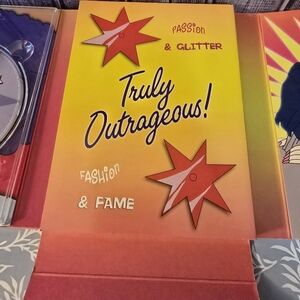 PASSION
& GLITTER
Truly
Outrageous!
FASHION
& FAME